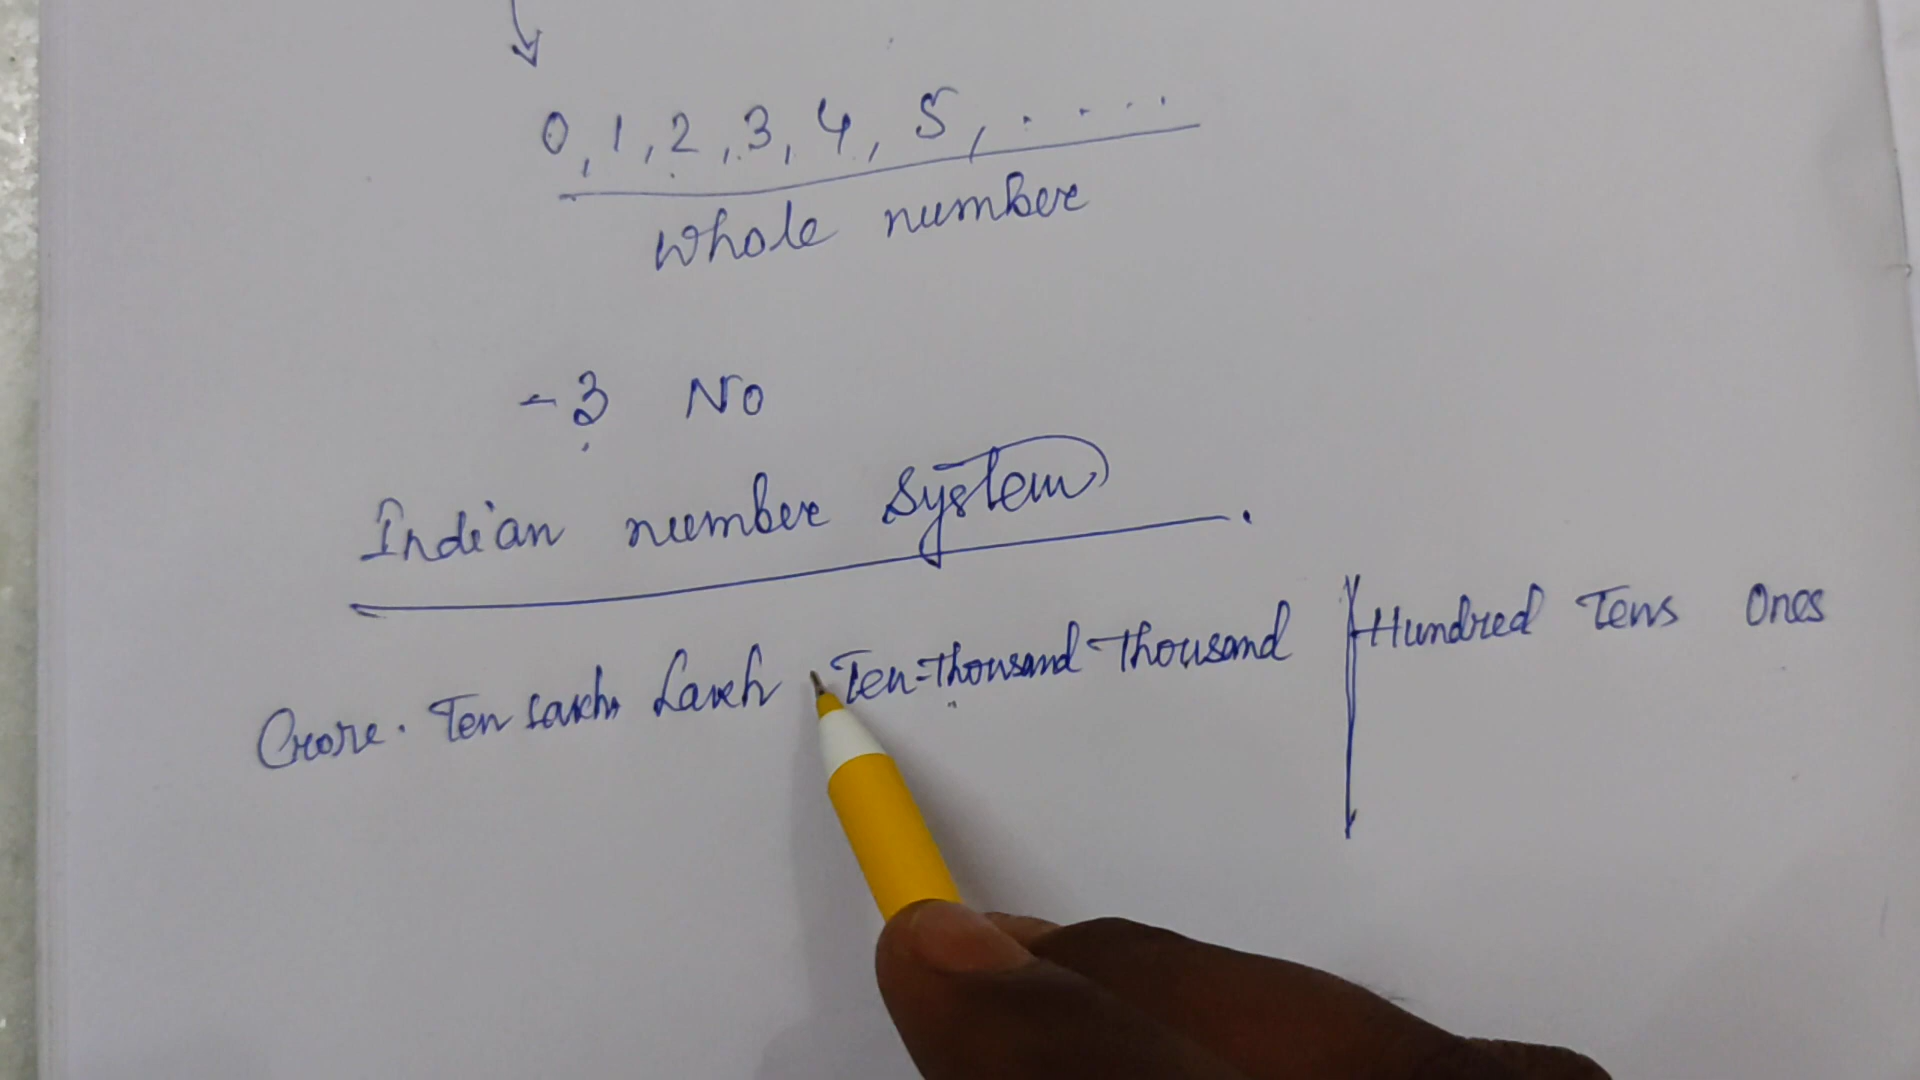 0, 1, 2, 3, 4, 5, . . . .
whole number
-3 No
Indian number system.
Crore. Ten Lakh Lakh Ten-Thousand Thousand Hundred Tens Ones